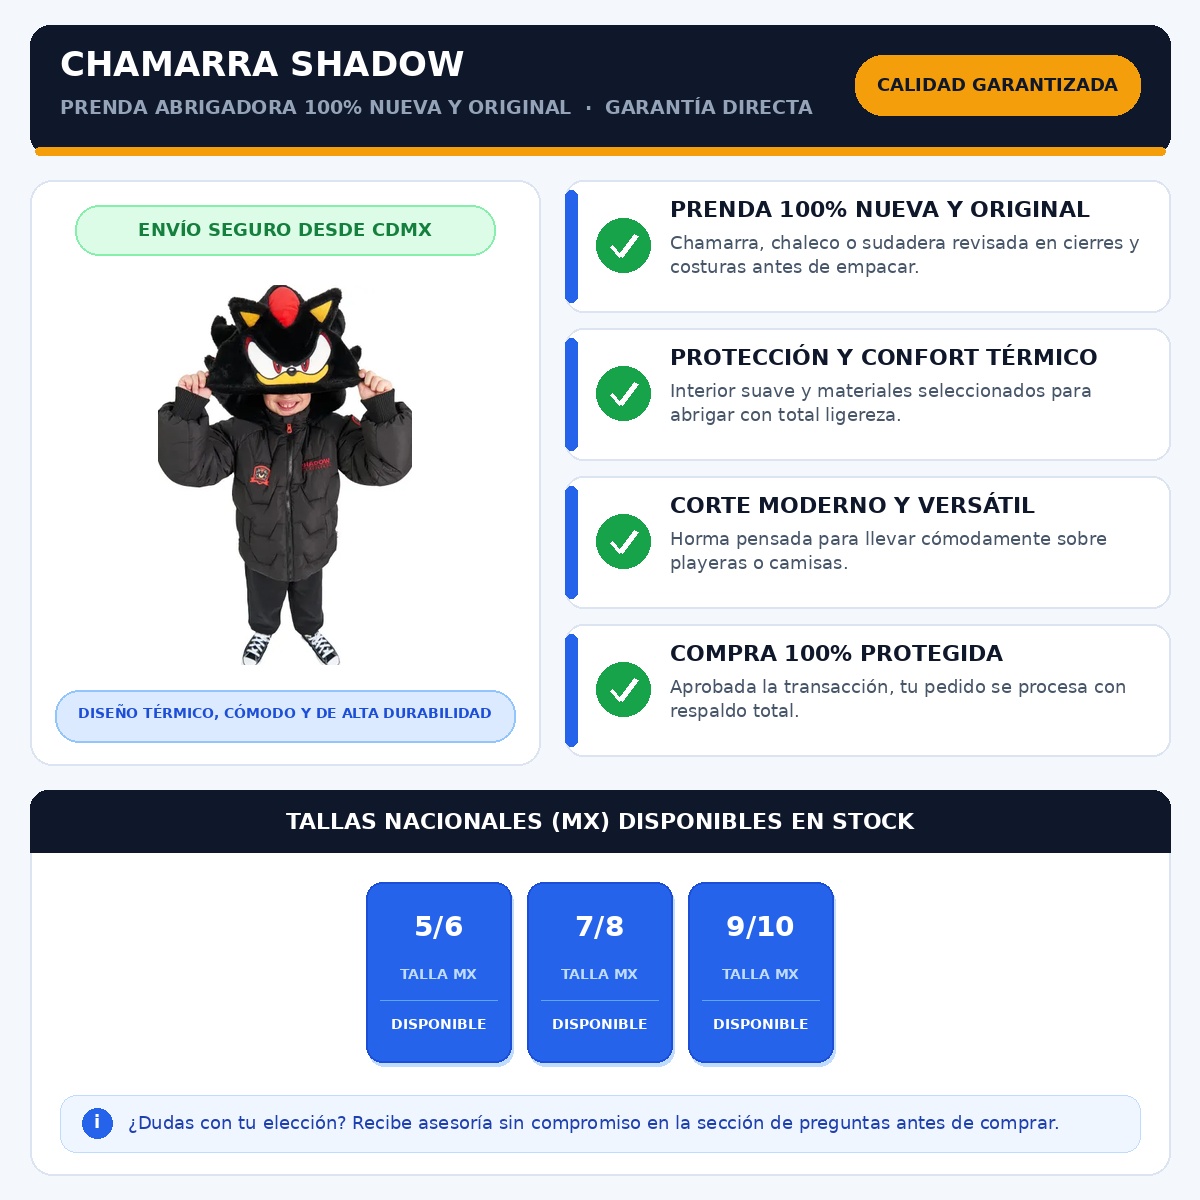 CHAMARRA SHADOW
PRENDA ABRIGADORA 100% NUEVA Y ORIGINAL · GARANTÍA DIRECTA
CALIDAD GARANTIZADA
ENVÍO SEGURO DESDE CDMX
SHADOW
DISEÑO TÉRMICO, CÓMODO Y DE ALTA DURABILIDAD
PRENDA 100% NUEVA Y ORIGINAL
Chamarra, chaleco o sudadera revisada en cierres y
costuras antes de empacar.
PROTECCIÓN Y CONFORT TÉRMICO
Interior suave y materiales seleccionados para
abrigar con total ligereza.
CORTE MODERNO Y VERSÁTIL
Horma pensada para llevar cómodamente sobre
playeras o camisas.
COMPRA 100% PROTEGIDA
Aprobada la transacción, tu pedido se procesa con
respaldo total.
TALLAS NACIONALES (MX) DISPONIBLES EN STOCK
5/6
TALLA MX
DISPONIBLE
7/8
TALLA MX
DISPONIBLE
9/10
TALLA MX
DISPONIBLE
i ¿Dudas con tu elección? Recibe asesoría sin compromiso en la sección de preguntas antes de comprar.